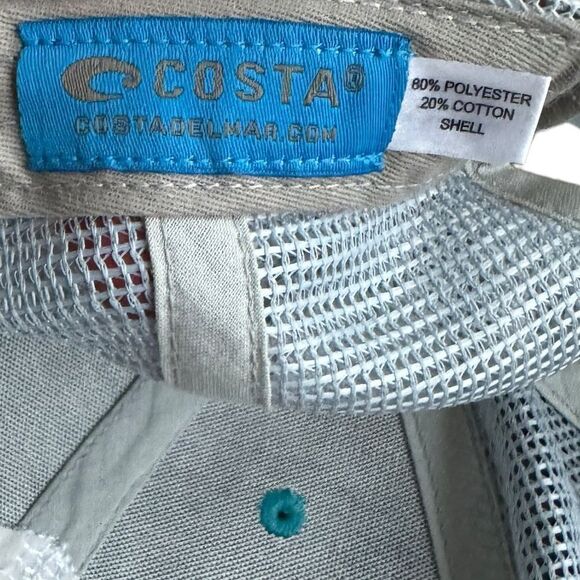 COSTA®
COSTADELMAR.COM
80% POLYESTER
20% COTTON
SHELL